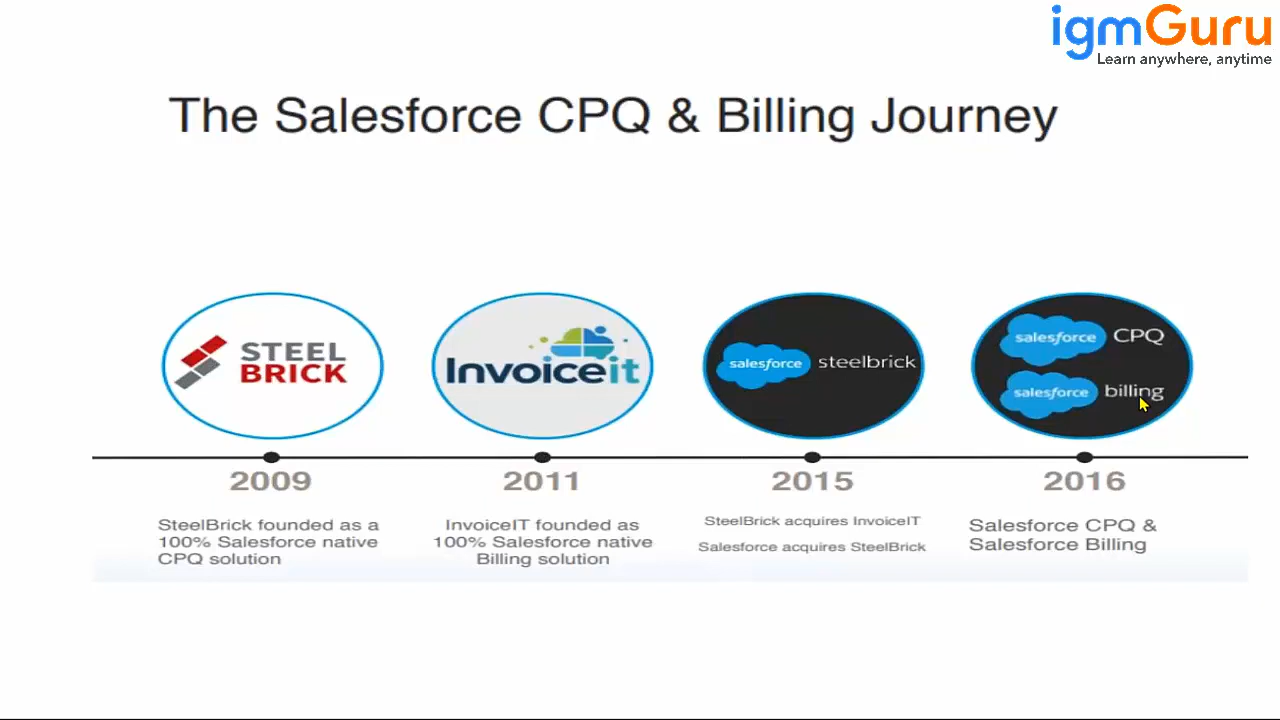 igmGuru
Learn anywhere, anytime
The Salesforce CPQ & Billing Journey
STEEL
BRICK
Invoiceit
salesforce steelbrick
salesforce CPQ
salesforce billing
2009
2011
2015
2016
SteelBrick founded as a
100% Salesforce native
CPQ solution
InvoiceIT founded as
100% Salesforce native
Billing solution
SteelBrick acquires InvoiceIT
Salesforce acquires SteelBrick
Salesforce CPQ &
Salesforce Billing